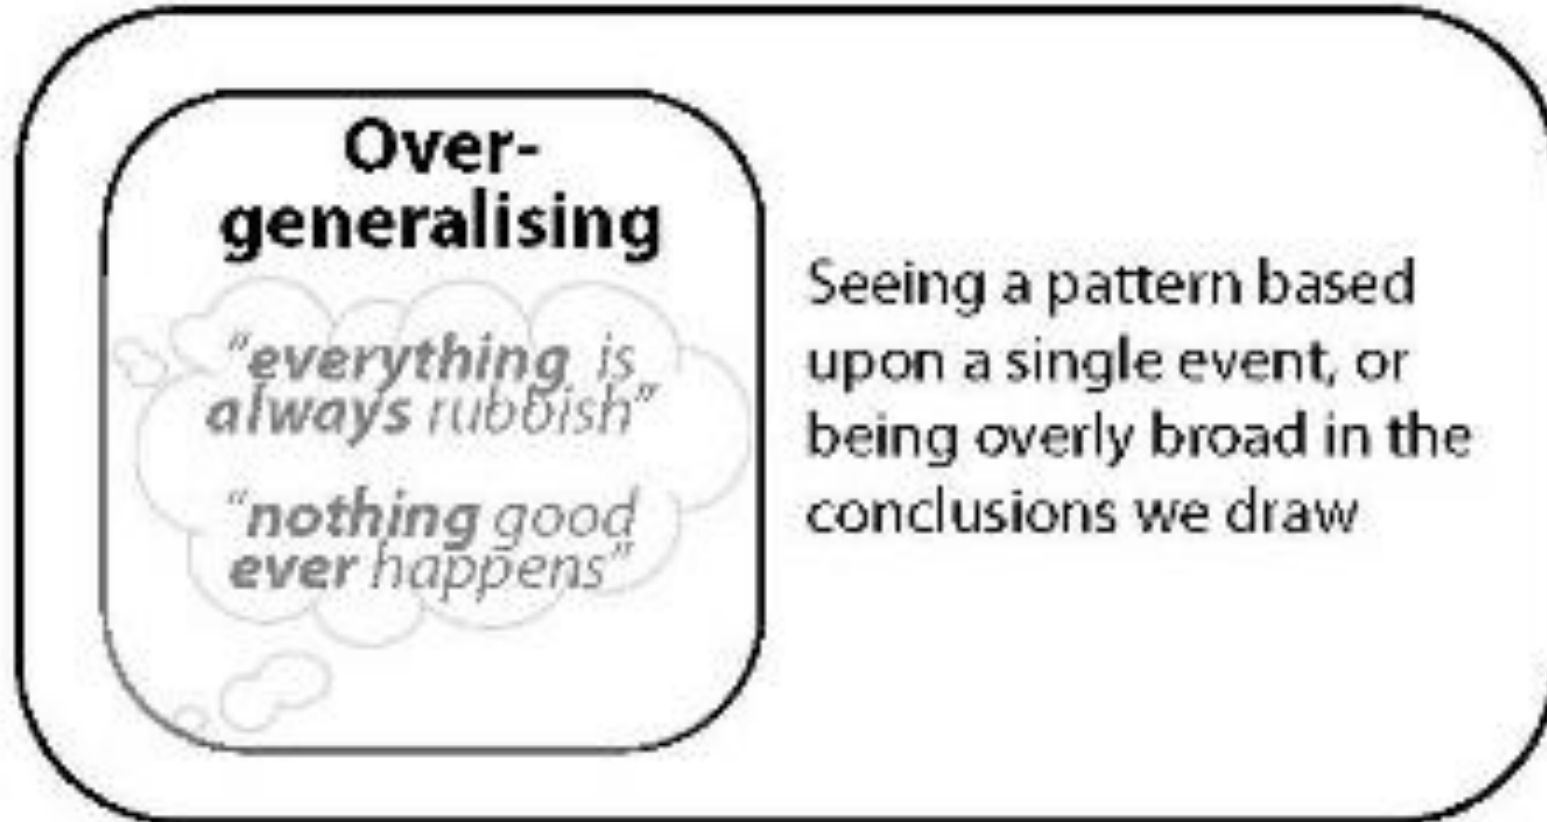 Over-
generalising
"everything is
always rubbish"
"nothing good
ever happens"
Seeing a pattern based
upon a single event, or
being overly broad in the
conclusions we draw